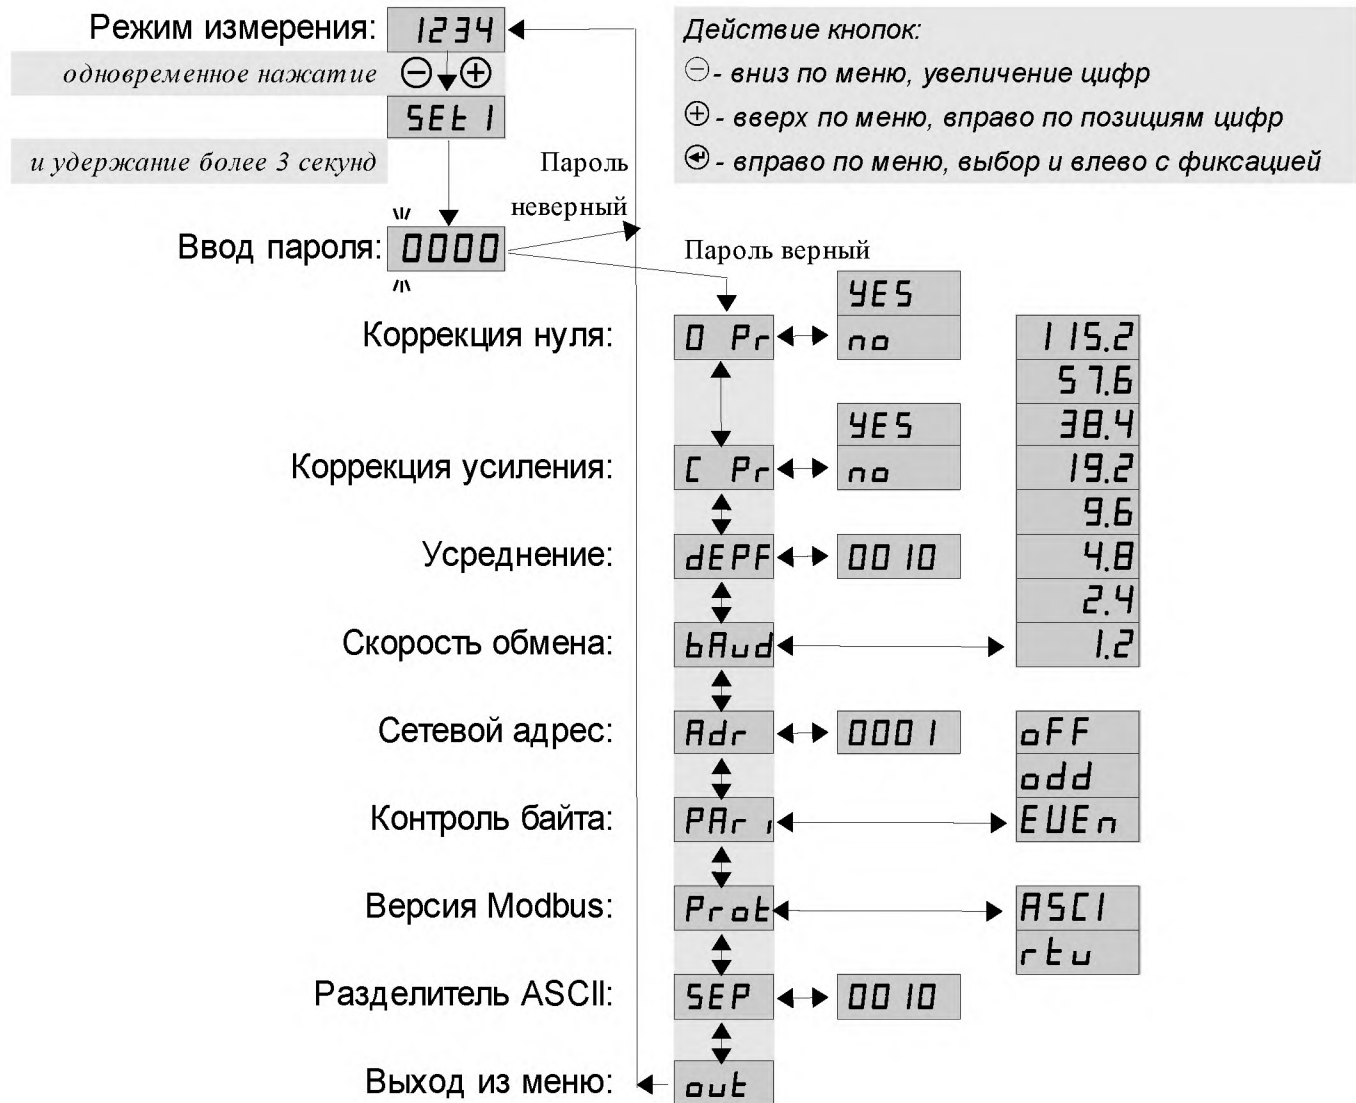 Режим измерения: 1234
одновременное нажатие ⊖ ⊕
SEt1
и удержание более 3 секунд
Пароль
неверный
Ввод пароля: 0000
Действие кнопок:
⊖ - вниз по меню, увеличение цифр
⊕ - вверх по меню, вправо по позициям цифр
- вправо по меню, выбор и влево с фиксацией
Пароль верный
YES
Коррекция нуля: 0 Pr no
YES
Коррекция усиления: C Pr no
Усреднение: dEPF 0010
Скорость обмена: bAud
115.2
57.6
38.4
19.2
9.6
4.8
2.4
1.2
Сетевой адрес: Adr 0001
Контроль байта: PAri
oFF
odd
EUEn
Версия Modbus: Prot ASCI
rtu
Разделитель ASCII: SEP 0010
Выход из меню: out